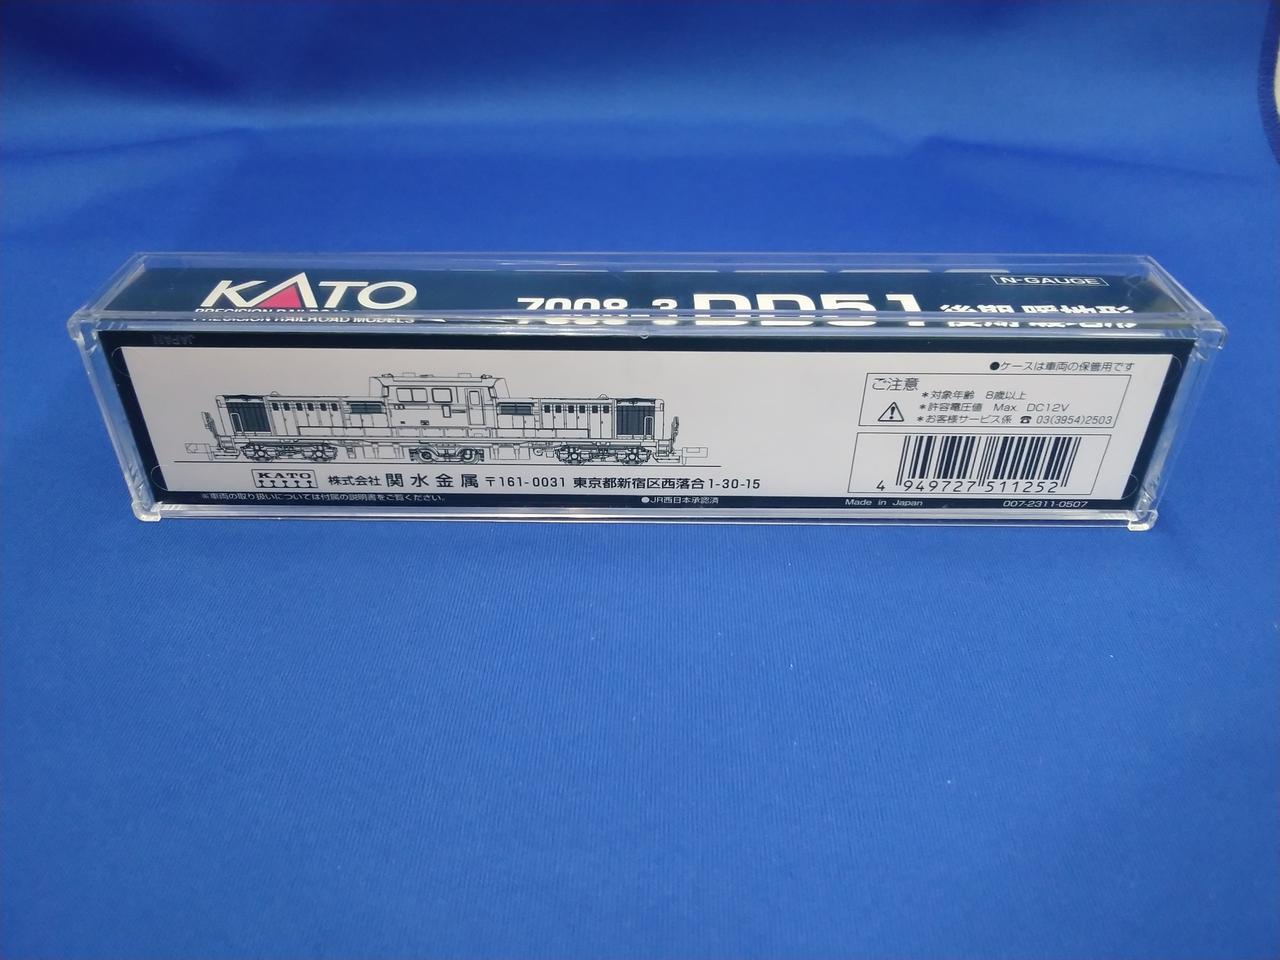 KATO
PRECISION RAILROAD MODELS
7008-3 DD51 後期 暖地形
N-GAUGE
JAPAN
●ケースは車両の保管用です
ご注意
*対象年齢 8歳以上
*許容電圧値 Max. DC12V
*お客様サービス係 ☎ 03(3954)2503
4 949727 511252
KATO
株式会社 関水金属 〒161-0031 東京都新宿区西落合1-30-15
※車両の取り扱いについては付属の説明書をご覧ください。
●JR西日本承認済
Made in Japan
007-2311-0507